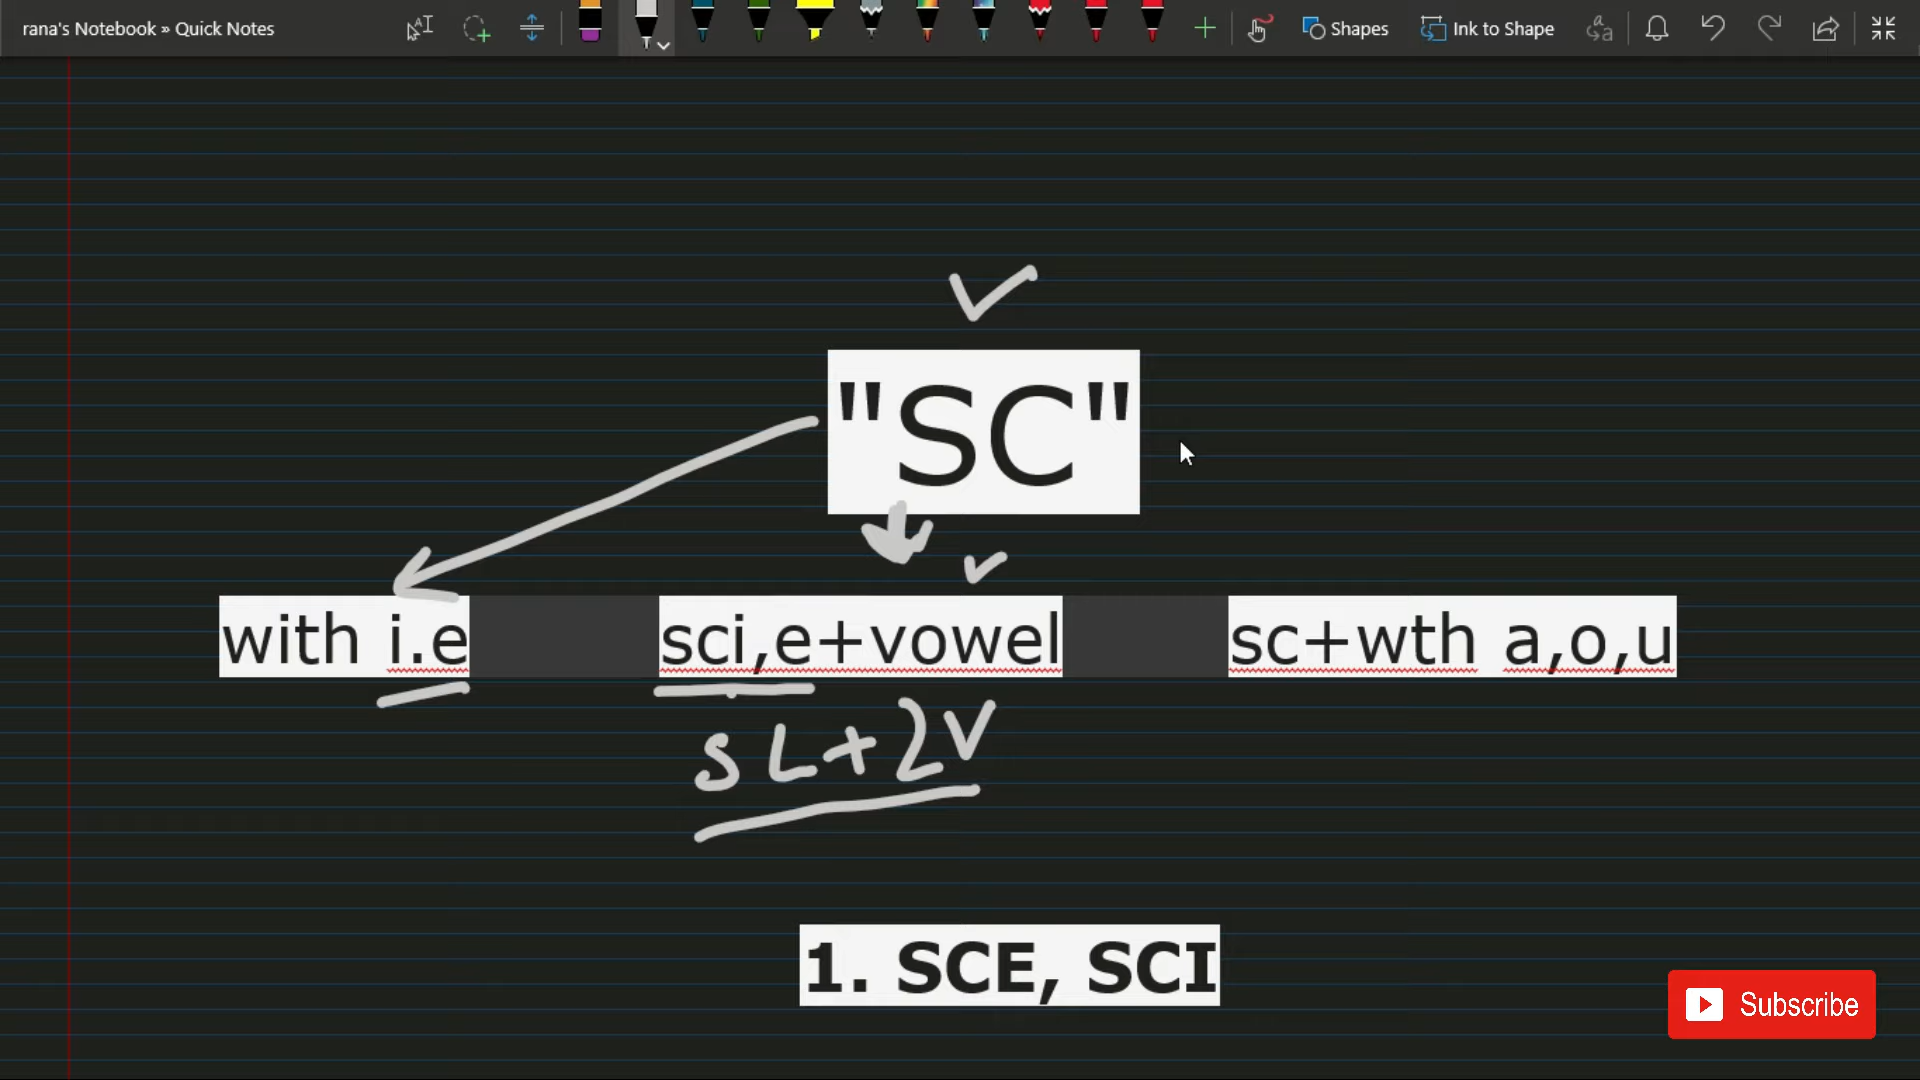 rana's Notebook » Quick Notes
Shapes
Ink to Shape
"SC"
with i.e
sci,e+vowel
sc+wth a,o,u
sc+2v
1. SCE, SCI
Subscribe